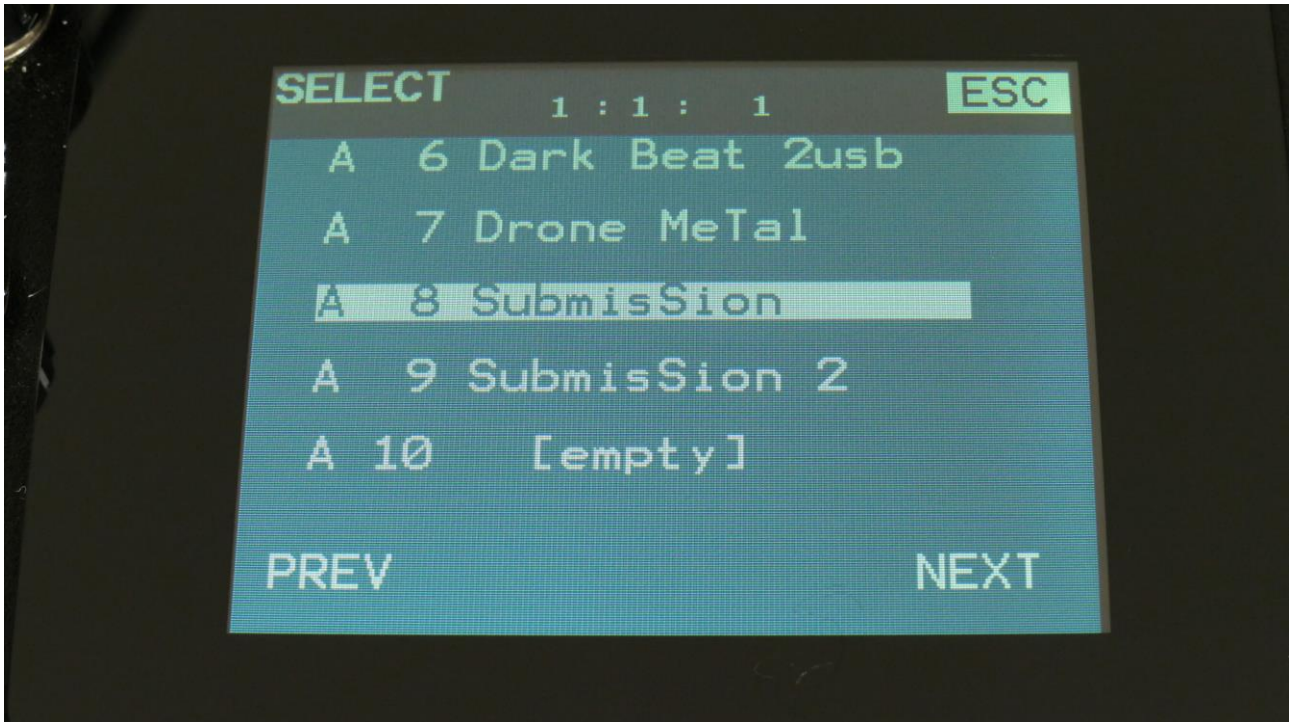 SELECT 1 : 1 : 1 ESC
A 6 Dark Beat 2usb
A 7 Drone MeTal
A 8 SubmisSion
A 9 SubmisSion 2
A 10 [empty]
PREV NEXT